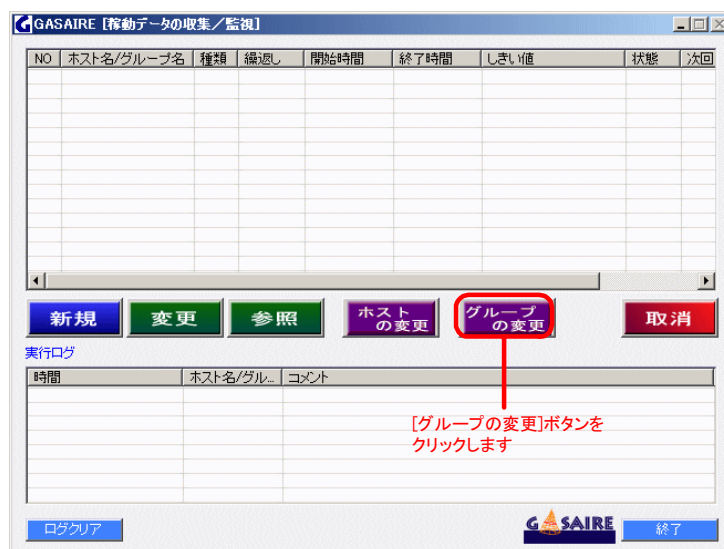 GASAIRE [稼動データの収集／監視]
NO ホスト名/グループ名 種類 繰返し 開始時間 終了時間 しきい値 状態 次回
新規 変更 参照 ホストの変更 グループの変更 取消
実行ログ
時間 ホスト名/グル... コメント
[グループの変更]ボタンを
クリックします
ログクリア GASAIRE 終了